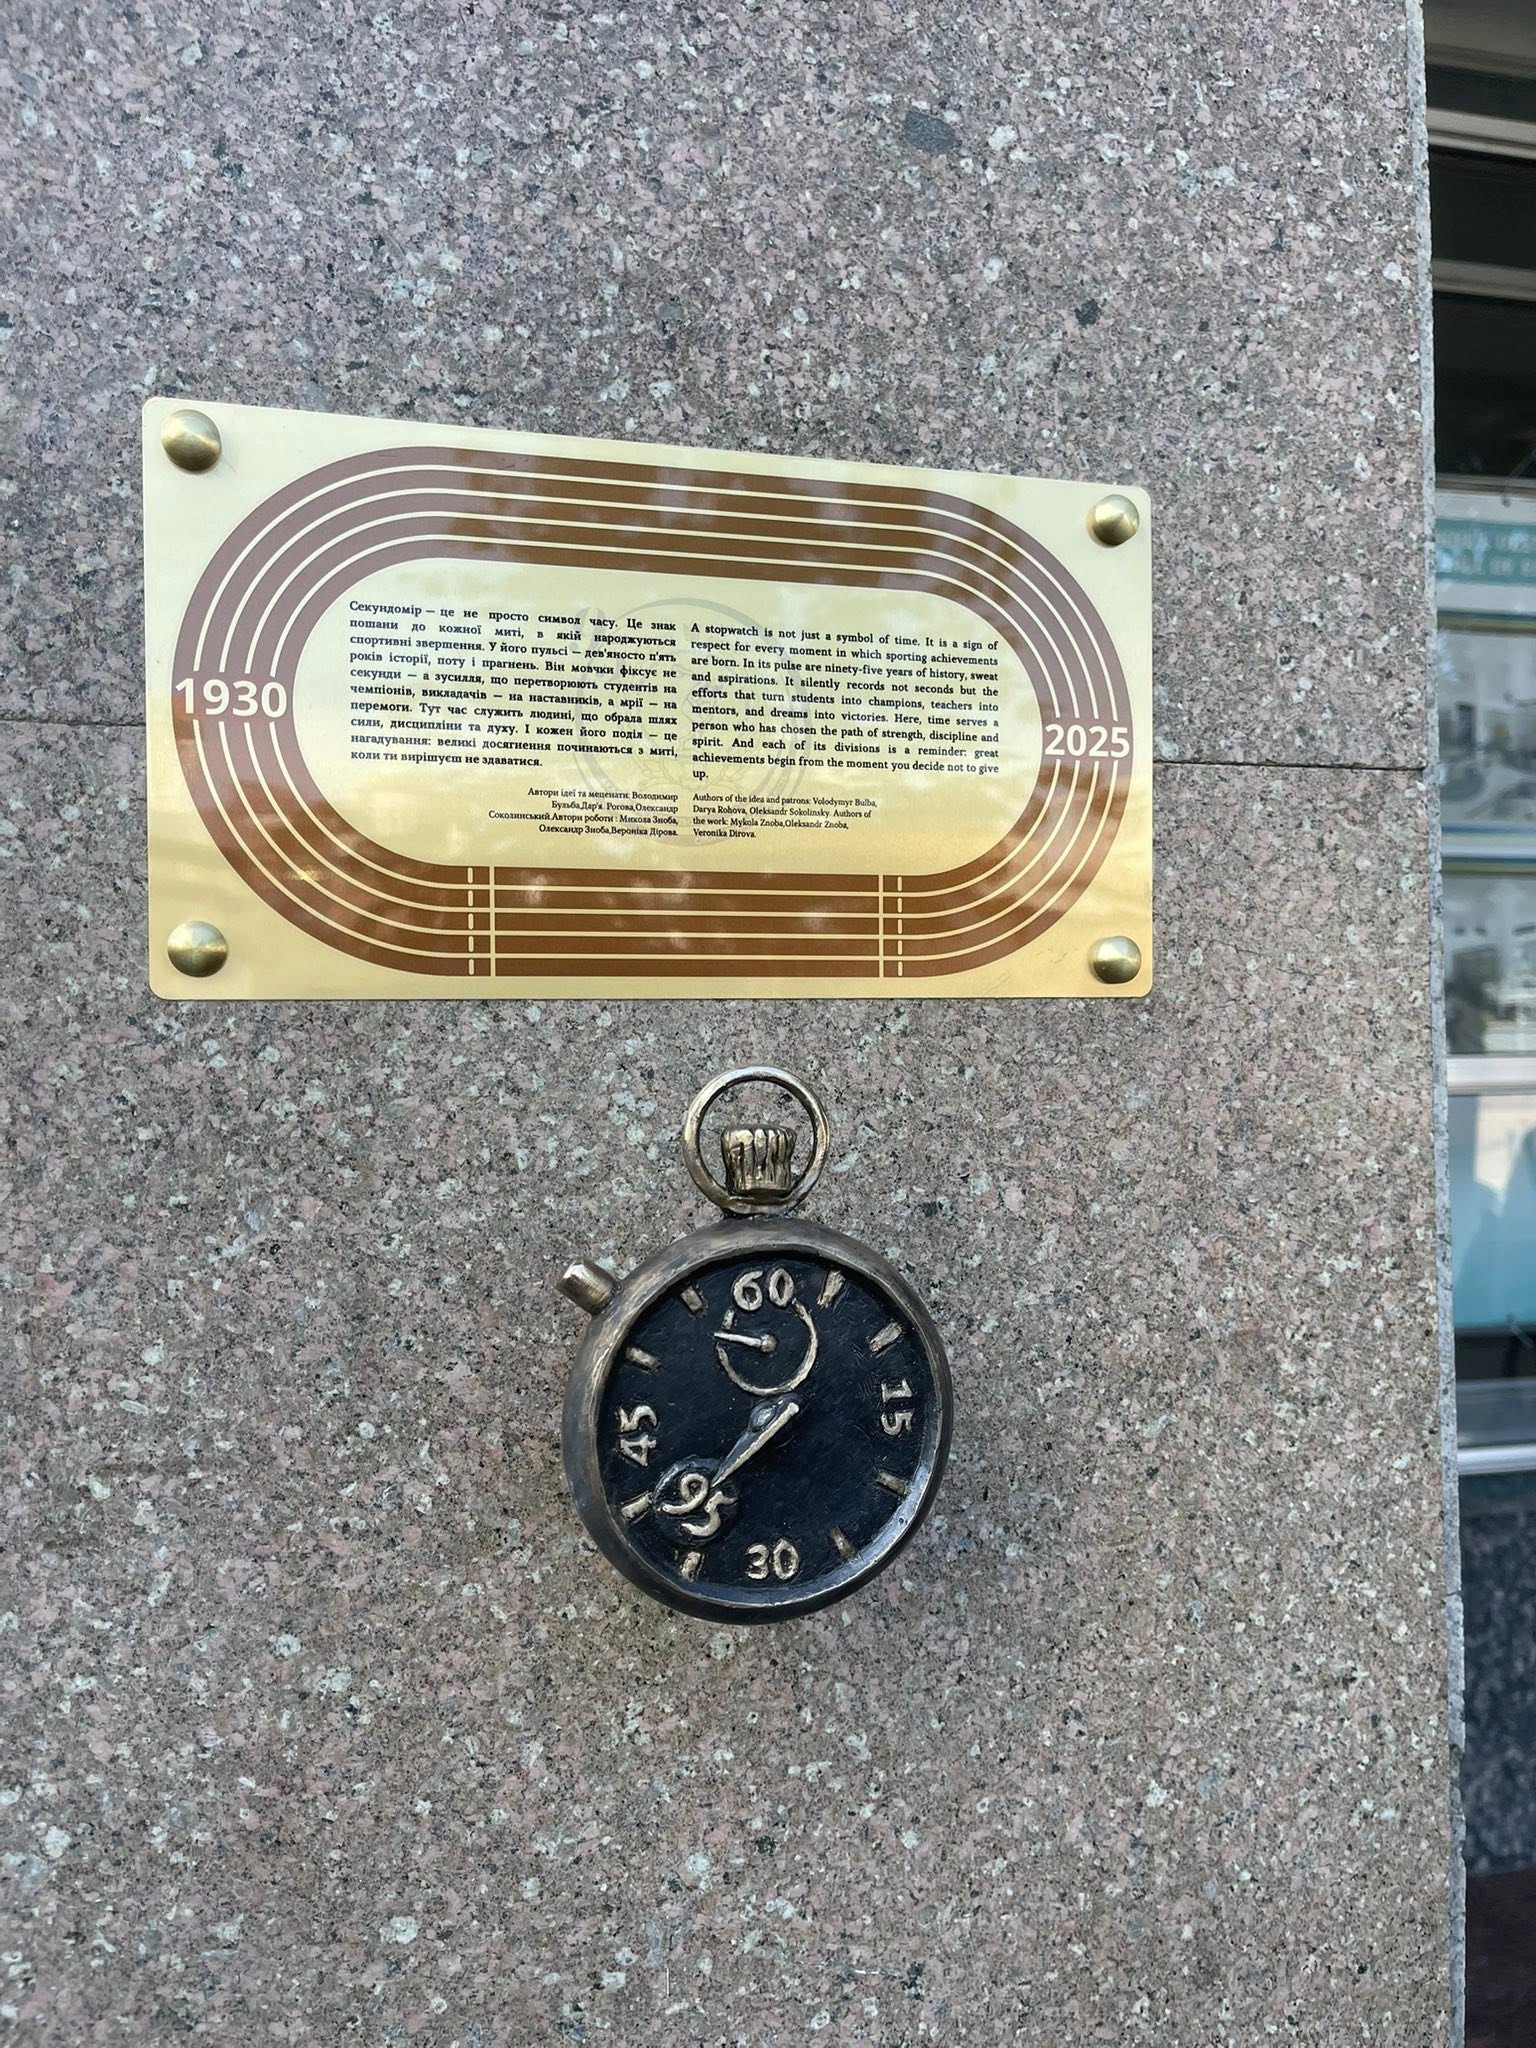 1930
Секундомір — це не просто символ часу. Це знак
пошани до кожної миті, в якій народжуються
спортивні звершення. У його пульсі — дев'яносто п'ять
років історії, поту і прагнень. Він мовчки фіксує не
секунди — а зусилля, що перетворюють студентів на
чемпіонів, викладачів — на наставників, а мрії — на
перемоги. Тут час служить людині, що обрала шлях
сили, дисципліни та духу. І кожен його поділ — це
нагадування: великі досягнення починаються з миті,
коли ти вирішуєш не здаватися.
Автори ідеї та меценати: Володимир
Бульба,Дар'я. Рогова,Олександр
Соколинський.Автори роботи : Микола Зноба,
Олександр Зноба,Вероніка Дірова.
A stopwatch is not just a symbol of time. It is a sign of
respect for every moment in which sporting achievements
are born. In its pulse are ninety-five years of history, sweat
and aspirations. It silently records not seconds but the
efforts that turn students into champions, teachers into
mentors, and dreams into victories. Here, time serves a
person who has chosen the path of strength, discipline and
spirit. And each of its divisions is a reminder: great
achievements begin from the moment you decide not to give
up.
Authors of the idea and patrons: Volodymyr Bulba,
Darya Rohova, Oleksandr Sokolinsky. Authors of
the work: Mykola Znoba,Oleksandr Znoba,
Veronika Dirova.
2025
60
15
45
95
30